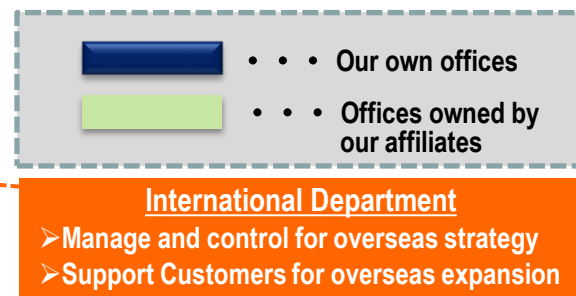 ・・・ Our own offices
・・・ Offices owned by
our affiliates
International Department
➢Manage and control for overseas strategy
➢Support Customers for overseas expansion